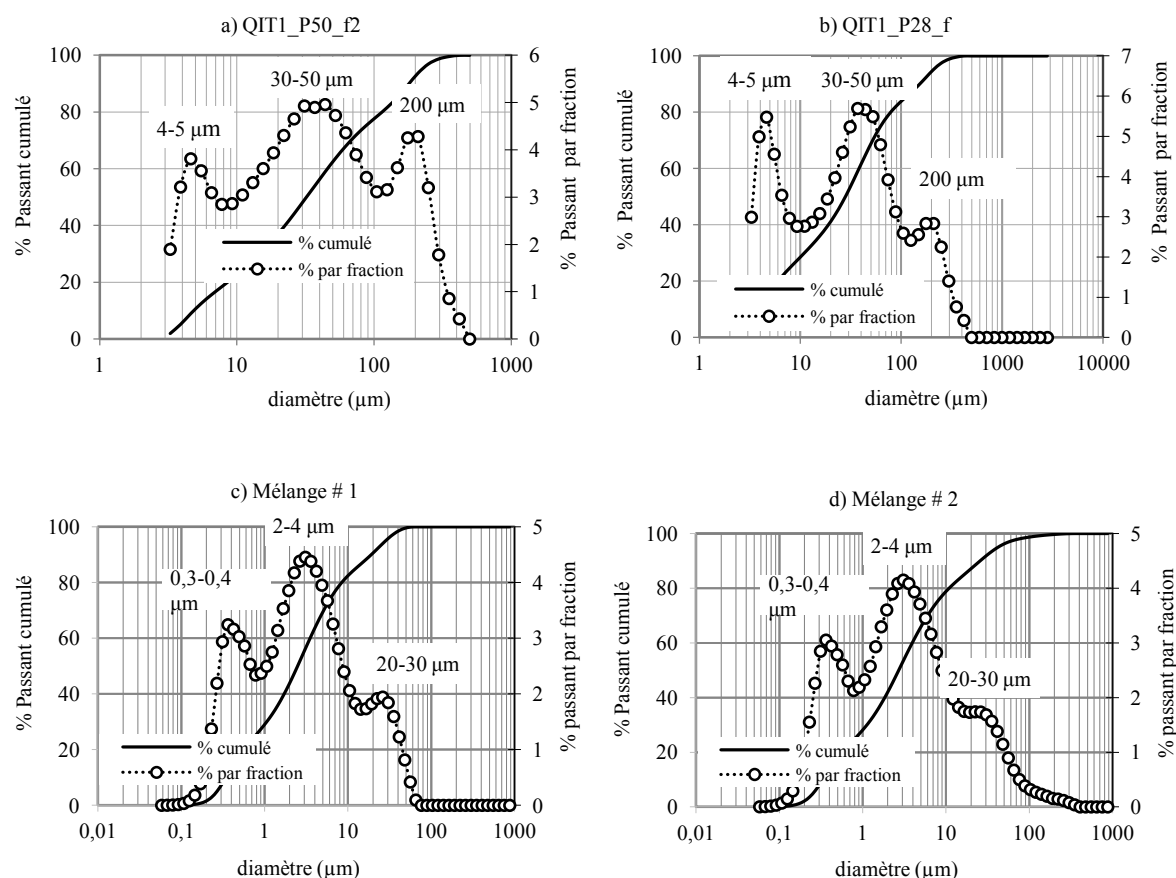 a) QIT1_P50_f2
% Passant cumulé
100
80
60
40
20
0
4-5 µm
30-50 µm
200 µm
% cumulé
% par fraction
6
5
4
3
2
1
0
% Passant par fraction
1
10
100
1000
diamètre (µm)
b) QIT1_P28_f
% Passant cumulé
100
80
60
40
20
0
4-5 µm
30-50 µm
200 µm
% cumulé
% par fraction
7
6
5
4
3
2
1
0
% Passant par fraction
1
10
100
1000
10000
diamètre (µm)
c) Mélange # 1
% Passant cumulé
100
80
60
40
20
0
0,3-0,4
µm
2-4 µm
20-30 µm
% cumulé
% par fraction
5
4
3
2
1
0
% passant par fraction
0,01
0,1
1
10
100
1000
diamètre (µm)
d) Mélange # 2
% Passant cumulé
100
80
60
40
20
0
0,3-0,4
µm
2-4 µm
20-30 µm
% cumulé
% par fraction
5
4
3
2
1
0
% passant par fraction
0,01
0,1
1
10
100
1000
diamètre (µm)